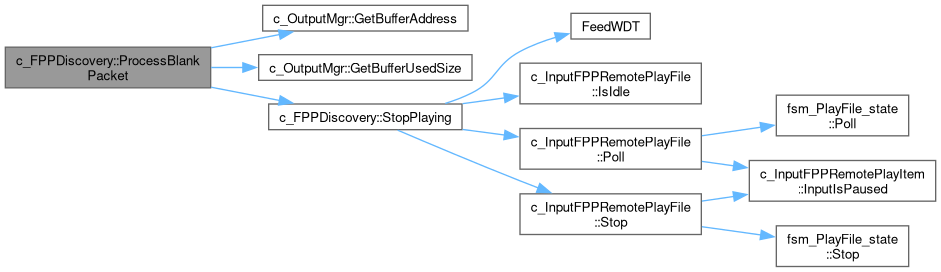 c_FPPDiscovery::ProcessBlank
Packet
c_OutputMgr::GetBufferAddress
c_OutputMgr::GetBufferUsedSize
c_FPPDiscovery::StopPlaying
FeedWDT
c_InputFPPRemotePlayFile
::IsIdle
c_InputFPPRemotePlayFile
::Poll
c_InputFPPRemotePlayFile
::Stop
fsm_PlayFile_state
::Poll
c_InputFPPRemotePlayItem
::InputIsPaused
fsm_PlayFile_state
::Stop